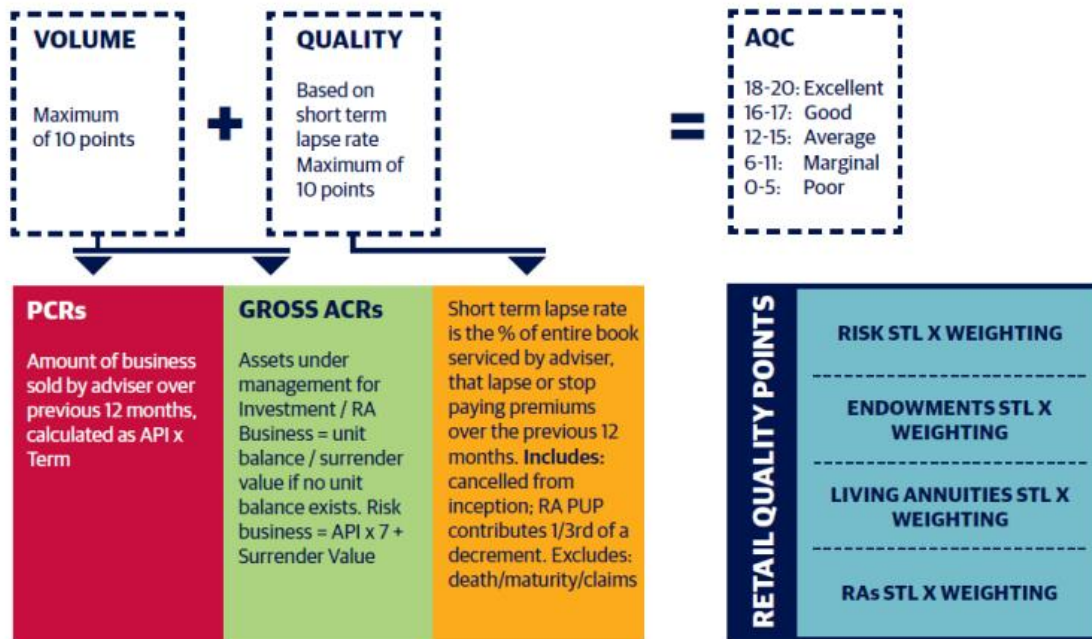 VOLUME
Maximum
of 10 points
+
QUALITY
Based on
short term
lapse rate
Maximum of
10 points
=
AQC
18-20: Excellent
16-17: Good
12-15: Average
6-11: Marginal
0-5: Poor
PCRs
Amount of business
sold by adviser over
previous 12 months,
calculated as API x
Term
GROSS ACRs
Assets under
management for
Investment / RA
Business = unit
balance / surrender
value if no unit
balance exists. Risk
business = API x 7 +
Surrender Value
Short term lapse rate
is the % of entire book
serviced by adviser,
that lapse or stop
paying premiums
over the previous 12
months. Includes:
cancelled from
inception; RA PUP
contributes 1/3rd of a
decrement. Excludes:
death/maturity/claims
RETAIL QUALITY POINTS
RISK STL X WEIGHTING
ENDOWMENTS STL X
WEIGHTING
LIVING ANNUITIES STL X
WEIGHTING
RAs STL X WEIGHTING